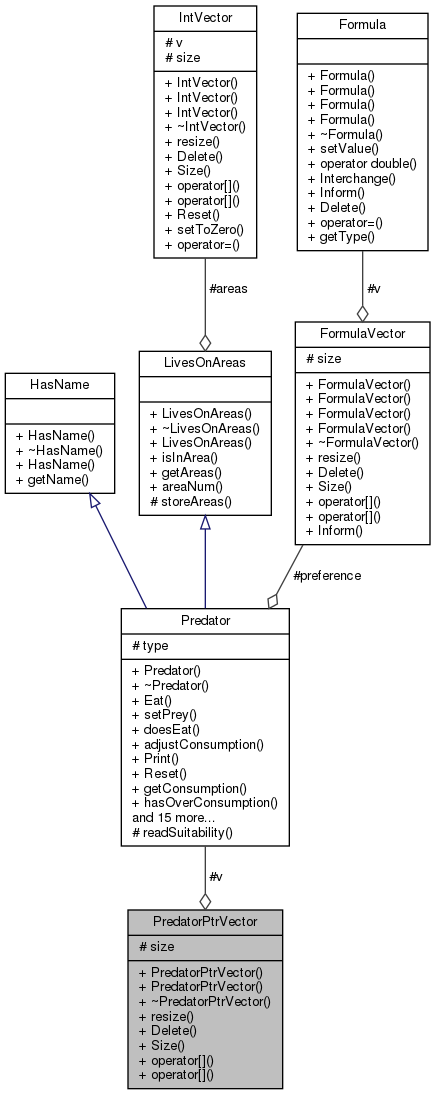 IntVector
# v
# size
+ IntVector()
+ IntVector()
+ IntVector()
+ ~IntVector()
+ resize()
+ Delete()
+ Size()
+ operator[]()
+ operator[]()
+ Reset()
+ setToZero()
+ operator=()
Formula
+ Formula()
+ Formula()
+ Formula()
+ Formula()
+ ~Formula()
+ setValue()
+ operator double()
+ Interchange()
+ Inform()
+ Delete()
+ operator=()
+ getType()
#areas
#v
HasName
+ HasName()
+ ~HasName()
+ HasName()
+ getName()
LivesOnAreas
+ LivesOnAreas()
+ ~LivesOnAreas()
+ LivesOnAreas()
+ isInArea()
+ getAreas()
+ areaNum()
# storeAreas()
FormulaVector
# size
+ FormulaVector()
+ FormulaVector()
+ FormulaVector()
+ FormulaVector()
+ ~FormulaVector()
+ resize()
+ Delete()
+ Size()
+ operator[]()
+ operator[]()
+ Inform()
#preference
Predator
# type
+ Predator()
+ ~Predator()
+ Eat()
+ setPrey()
+ doesEat()
+ adjustConsumption()
+ Print()
+ Reset()
+ getConsumption()
+ hasOverConsumption()
and 15 more...
# readSuitability()
#v
PredatorPtrVector
# size
+ PredatorPtrVector()
+ PredatorPtrVector()
+ ~PredatorPtrVector()
+ resize()
+ Delete()
+ Size()
+ operator[]()
+ operator[]()